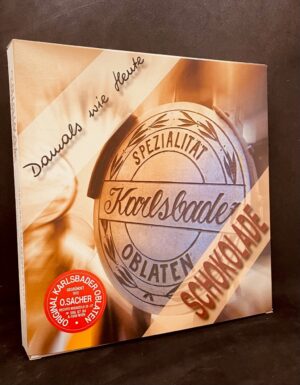 Damals wie Heute
SPEZIALITÄT
Karlsbader
OBLATEN
SCHOKOLADE
ORIGINAL KARLSBADER OBLATEN
O.SACHER